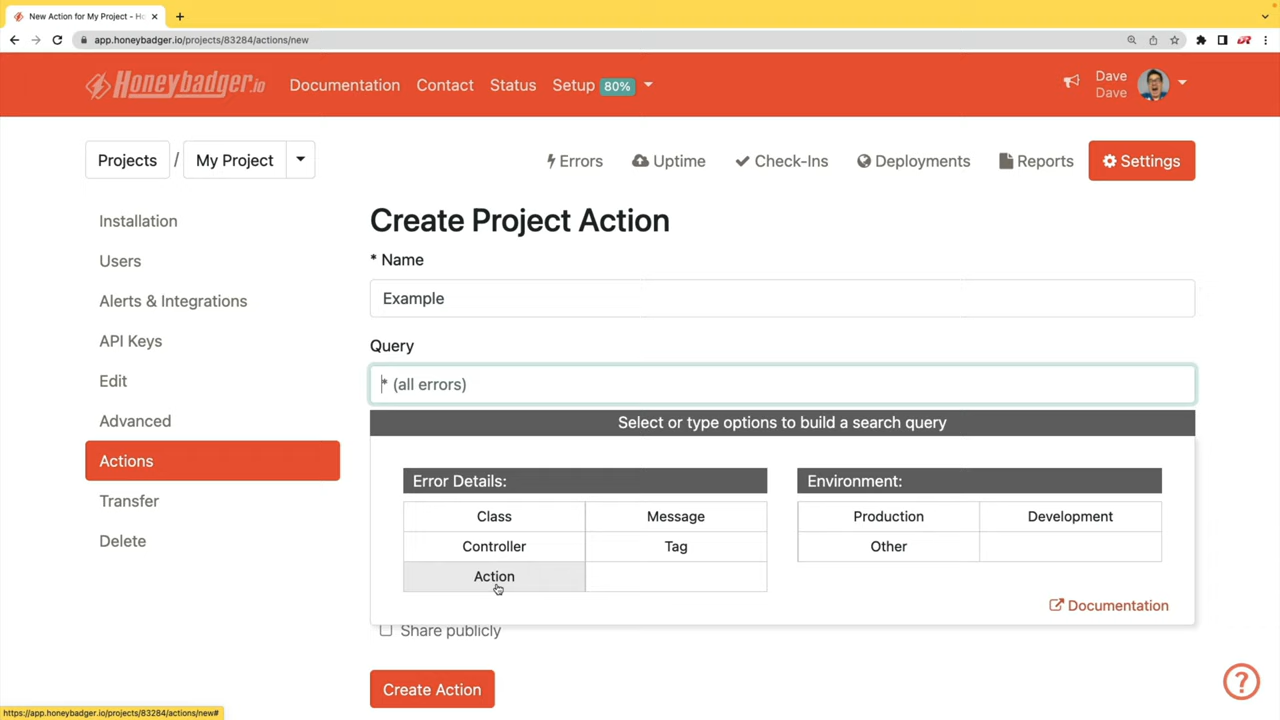 New Action for My Project - H
app.honeybadger.io/projects/83284/actions/new
Honeybadger.io
Documentation
Contact
Status
Setup 80%
Dave
Dave
Projects / My Project
Errors
Uptime
Check-Ins
Deployments
Reports
Settings
Installation
Users
Alerts & Integrations
API Keys
Edit
Advanced
Actions
Transfer
Delete
Create Project Action
* Name
Example
Query
* (all errors)
Select or type options to build a search query
Error Details:
Class Message
Controller Tag
Action
Environment:
Production Development
Other
Documentation
Share publicly
Create Action
?
https://app.honeybadger.io/projects/83284/actions/new#